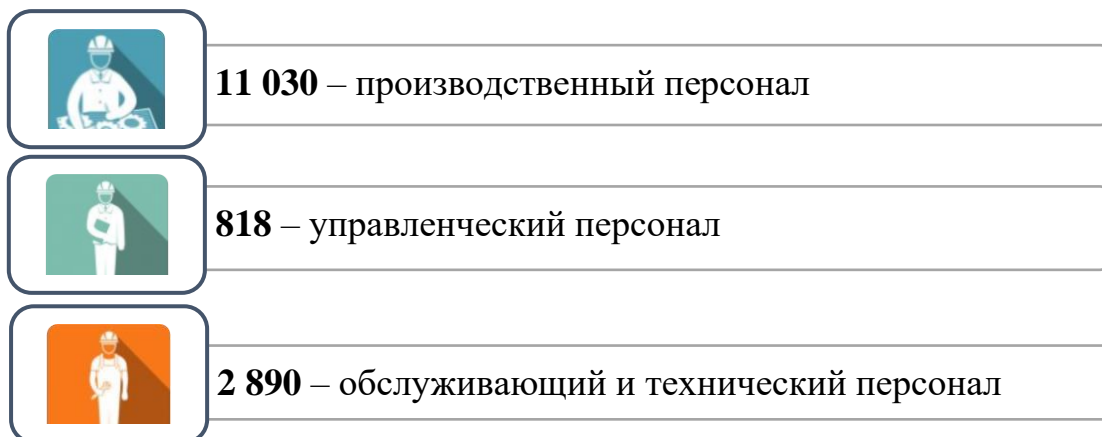 11 030 – производственный персонал
818 – управленческий персонал
2 890 – обслуживающий и технический персонал